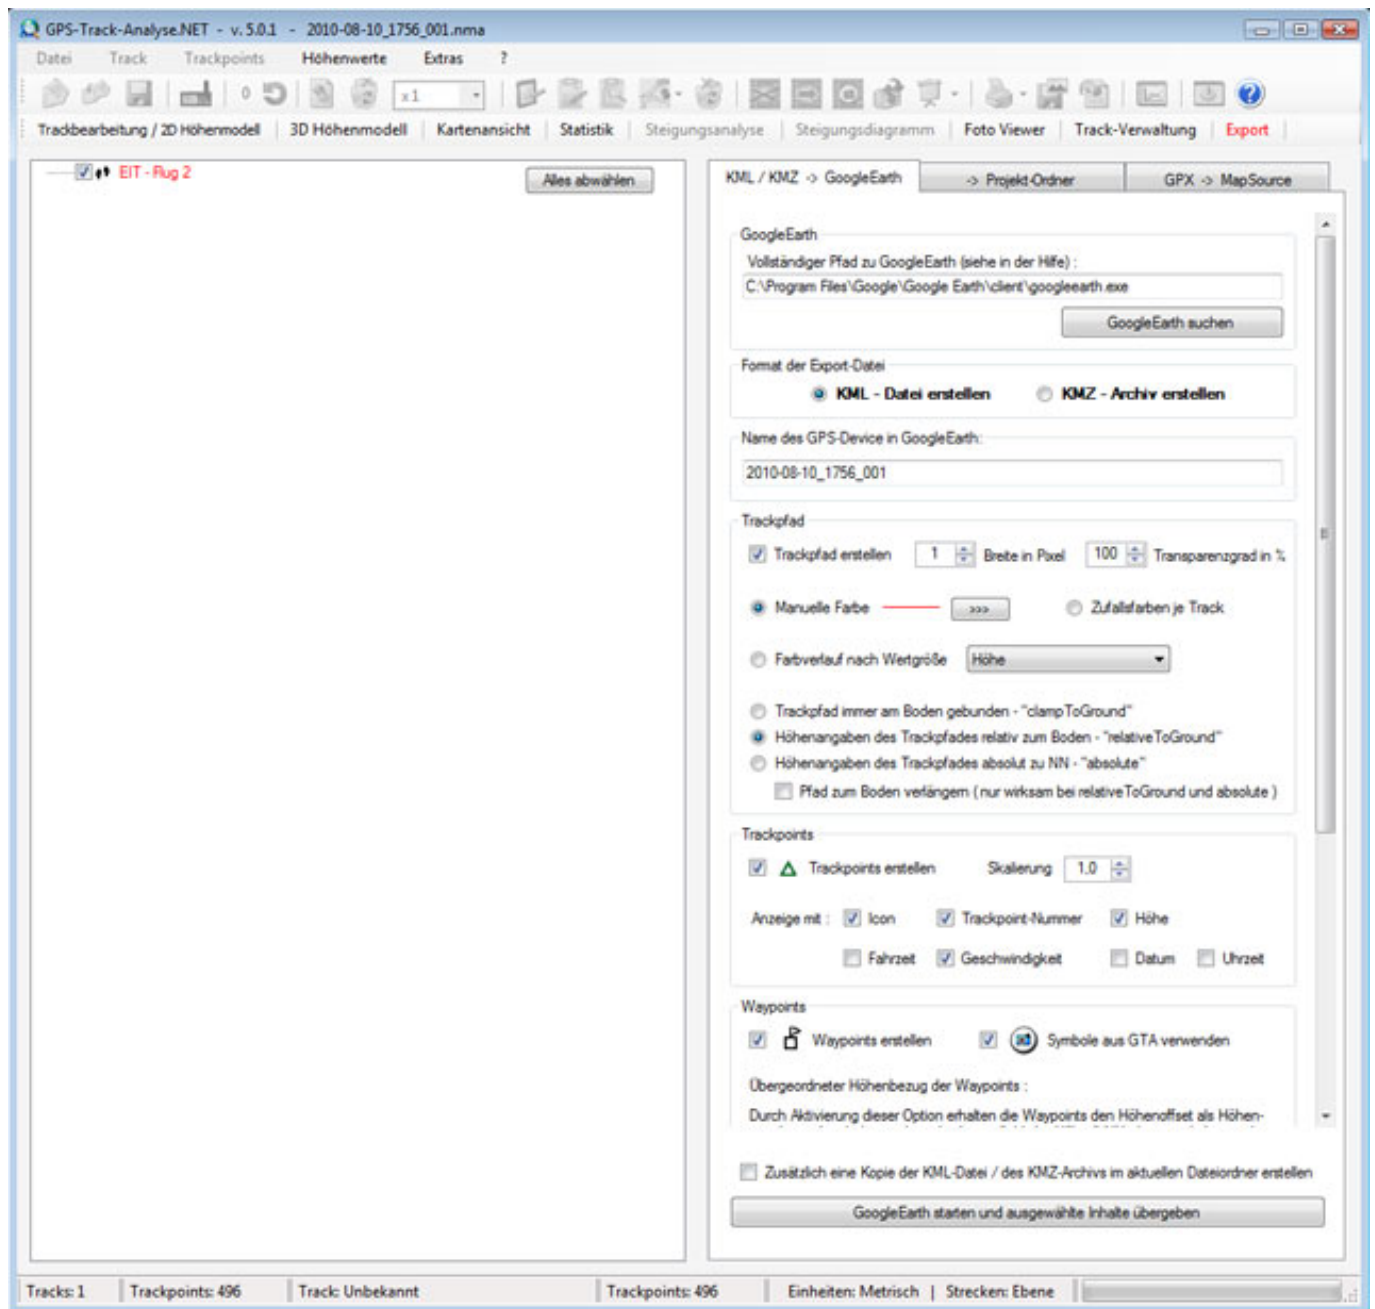 GPS-Track-Analyse.NET - v. 5.0.1 - 2010-08-10_1756_001.nma
Datei Track Trackpoints Höhenwerte Extras ?
0 x1
Trackbearbeitung / 2D Höhenmodell 3D Höhenmodell Kartenansicht Statistik Steigungsanalyse Steigungsdiagramm Foto Viewer Track-Verwaltung Export
EIT - Flug 2
Alles abwählen
KML / KMZ -> GoogleEarth -> Projekt-Ordner GPX -> MapSource
GoogleEarth
Vollständiger Pfad zu GoogleEarth (siehe in der Hilfe) :
C:\Program Files\Google\Google Earth\client\googleearth.exe
GoogleEarth suchen
Format der Export-Datei
KML - Datei erstellen KMZ - Archiv erstellen
Name des GPS-Device in GoogleEarth:
2010-08-10_1756_001
Trackpfad
Trackpfad erstellen 1 Breite in Pixel 100 Transparenzgrad in %
Manuelle Farbe >>> Zufallsfarben je Track
Farbverlauf nach Wertgröße Höhe
Trackpfad immer am Boden gebunden - "clampToGround"
Höhenangaben des Trackpfades relativ zum Boden - "relativeToGround"
Höhenangaben des Trackpfades absolut zu NN - "absolute"
Pfad zum Boden verlängern ( nur wirksam bei relativeToGround und absolute )
Trackpoints
Trackpoints erstellen Skalierung 1.0
Anzeige mit : Icon Trackpoint-Nummer Höhe
Fahrzeit Geschwindigkeit Datum Uhrzeit
Waypoints
Waypoints erstellen Symbole aus GTA verwenden
Übergeordneter Höhenbezug der Waypoints :
Durch Aktivierung dieser Option erhalten die Waypoints den Höhenoffset als Höhen-
Zusätzlich eine Kopie der KML-Datei / des KMZ-Archivs im aktuellen Dateiordner erstellen
GoogleEarth starten und ausgewählte Inhalte übergeben
Tracks: 1 Trackpoints: 496 Track: Unbekannt Trackpoints: 496 Einheiten: Metrisch | Strecken: Ebene